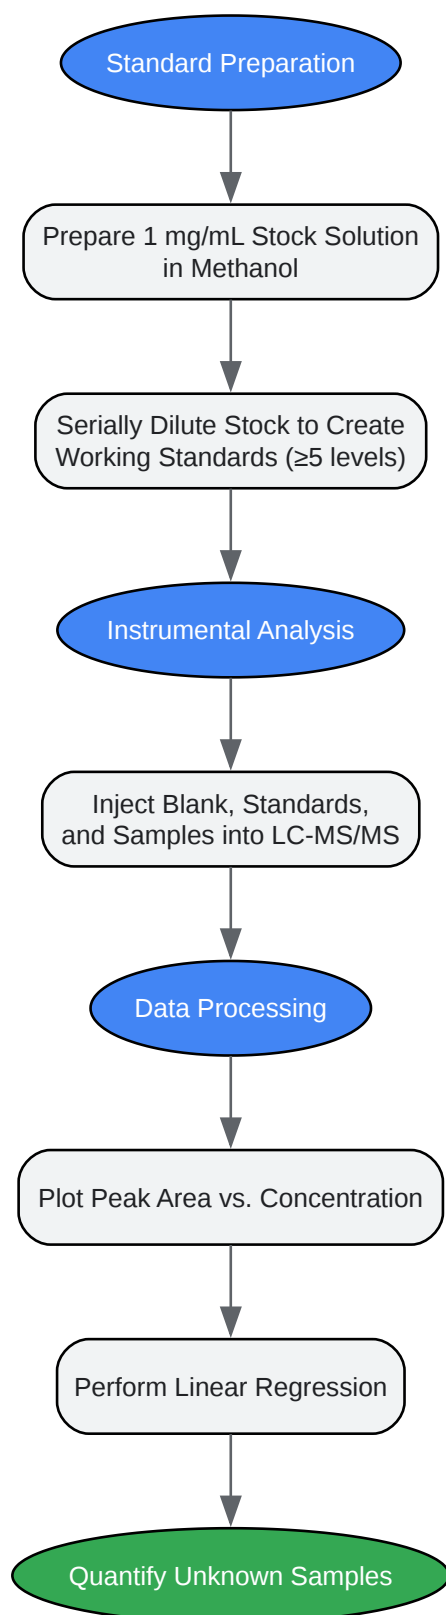 Standard Preparation
Prepare 1 mg/mL Stock Solution
in Methanol
Serially Dilute Stock to Create
Working Standards (≥5 levels)
Instrumental Analysis
Inject Blank, Standards,
and Samples into LC-MS/MS
Data Processing
Plot Peak Area vs. Concentration
Perform Linear Regression
Quantify Unknown Samples